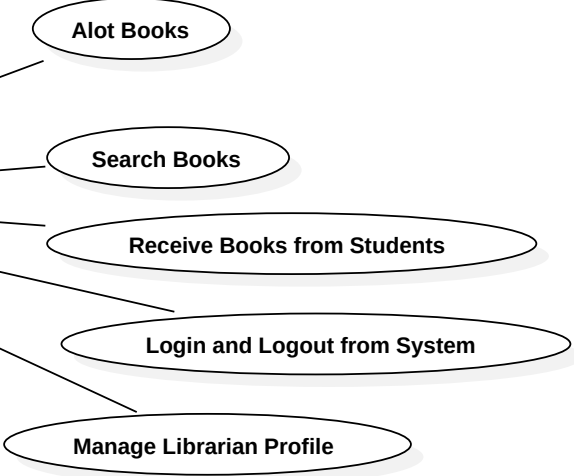 Alot Books
Search Books
Receive Books from Students
Login and Logout from System
Manage Librarian Profile